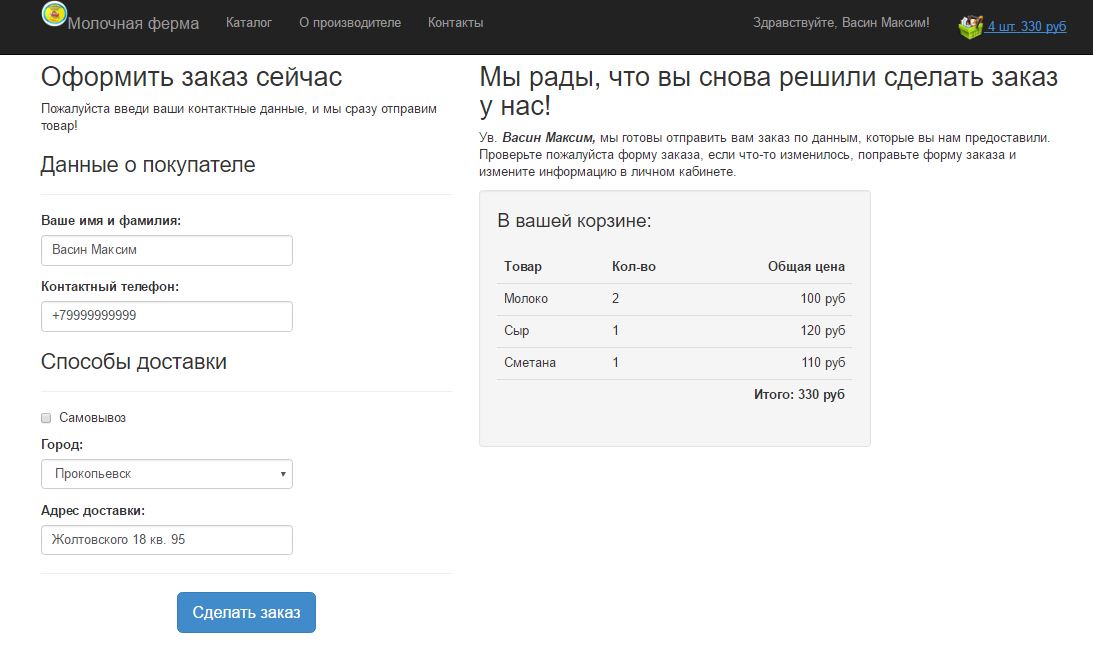 Молочная ферма Каталог О производителе Контакты Здравствуйте, Васин Максим! 4 шт. 330 руб
Оформить заказ сейчас
Пожалуйста введи ваши контактные данные, и мы сразу отправим
товар!
Данные о покупателе
Ваше имя и фамилия:
Васин Максим
Контактный телефон:
+79999999999
Способы доставки
Самовывоз
Город:
Прокопьевск
Адрес доставки:
Жолтовского 18 кв. 95
Сделать заказ
Мы рады, что вы снова решили сделать заказ
у нас!
Ув. Васин Максим, мы готовы отправить вам заказ по данным, которые вы нам предоставили.
Проверьте пожалуйста форму заказа, если что-то изменилось, поправьте форму заказа и
измените информацию в личном кабинете.
В вашей корзине:
Товар Кол-во Общая цена
Молоко 2 100 руб
Сыр 1 120 руб
Сметана 1 110 руб
Итого: 330 руб